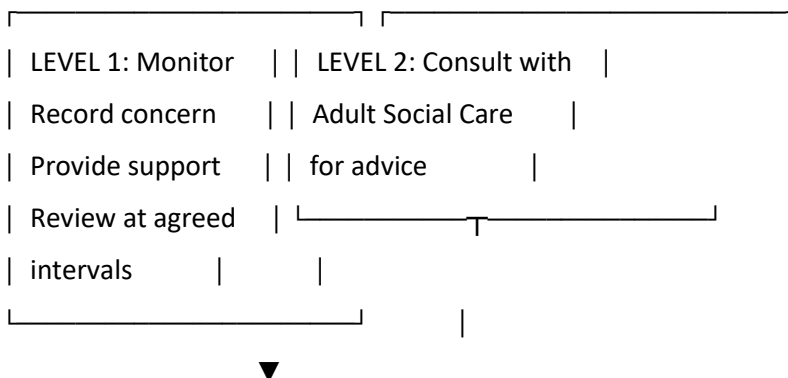 LEVEL 1: Monitor LEVEL 2: Consult with
Record concern Adult Social Care
Provide support for advice
Review at agreed
intervals